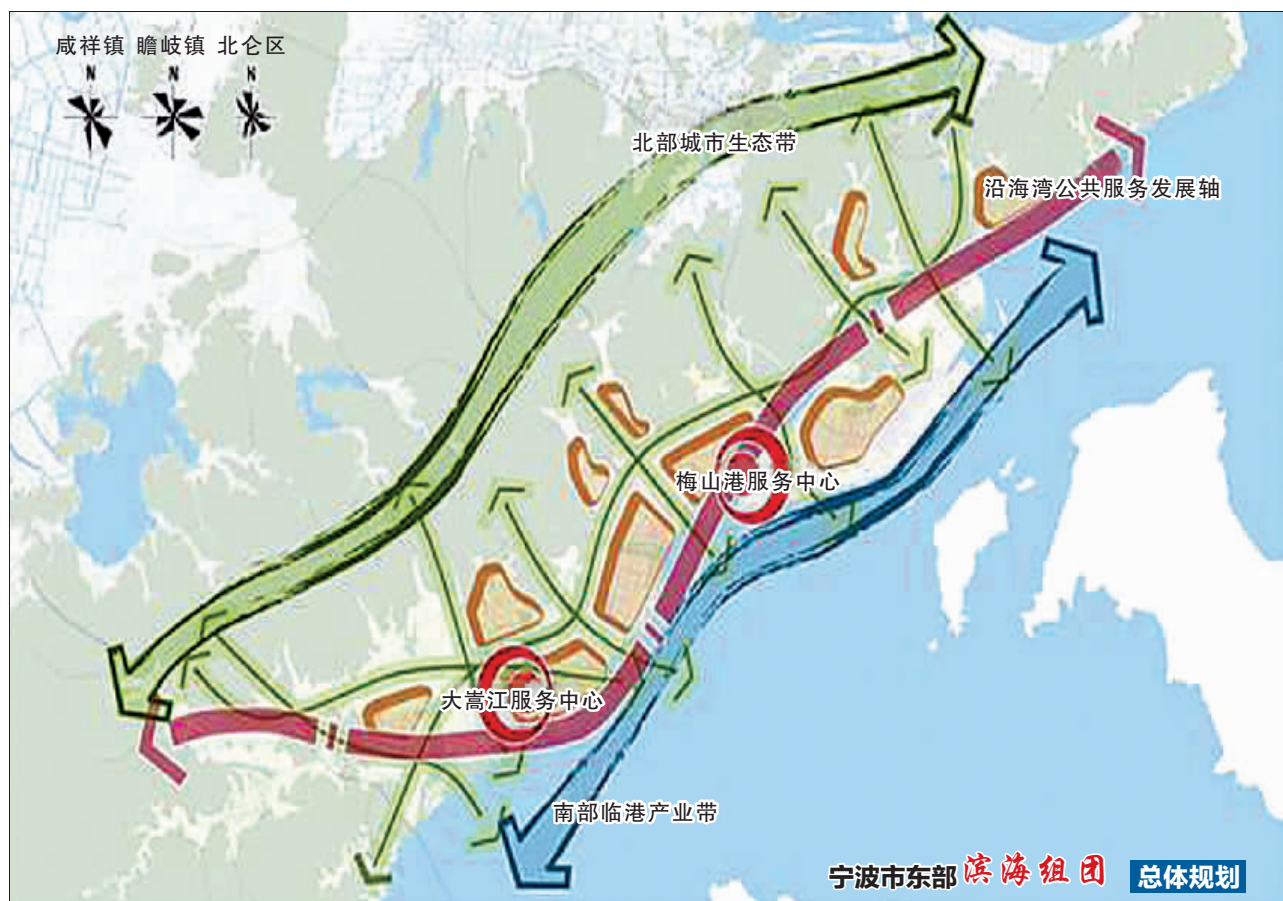 咸祥镇 瞻岐镇 北仑区
N N N
北部城市生态带
沿海湾公共服务发展轴
梅山港服务中心
大嵩江服务中心
南部临港产业带
宁波市东部 滨海组团 总体规划